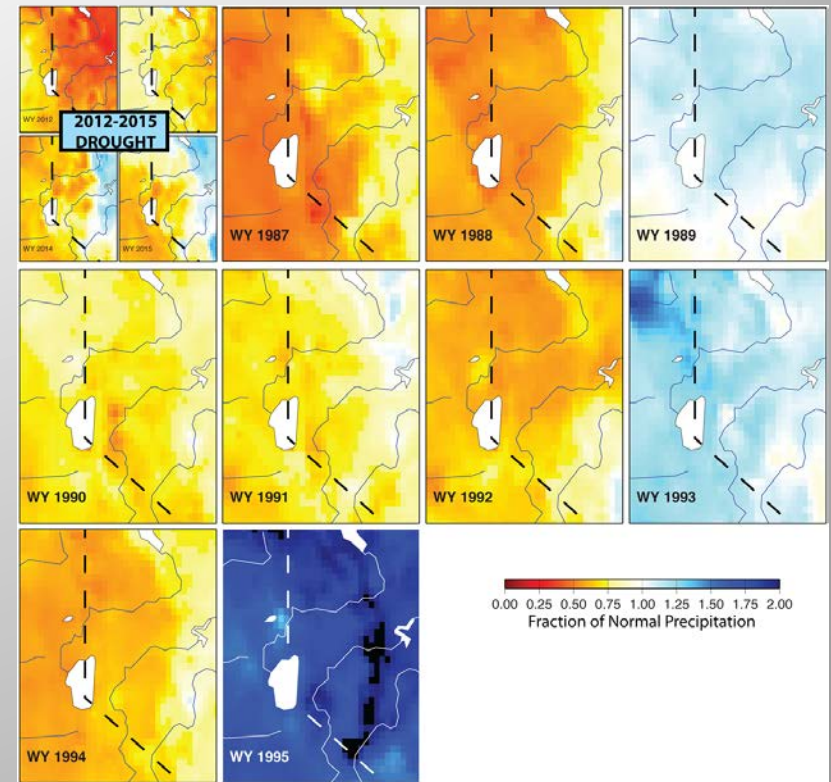 WY 2012
2012-2015
DROUGHT
WY 2014
WY 2015
WY 1987
WY 1988
WY 1989
WY 1990
WY 1991
WY 1992
WY 1993
WY 1994
WY 1995
0.00 0.25 0.50 0.75 1.00 1.25 1.50 1.75 2.00
Fraction of Normal Precipitation